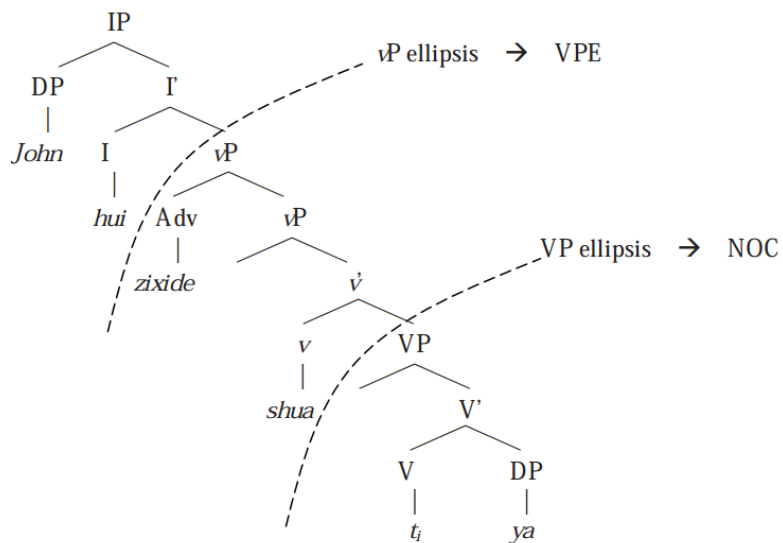 IP
vP ellipsis → VPE
DP I’
John I vP
hui Adv vP
VP ellipsis → NOC
zixide v’
v VP
shua V’
V DP
ti ya